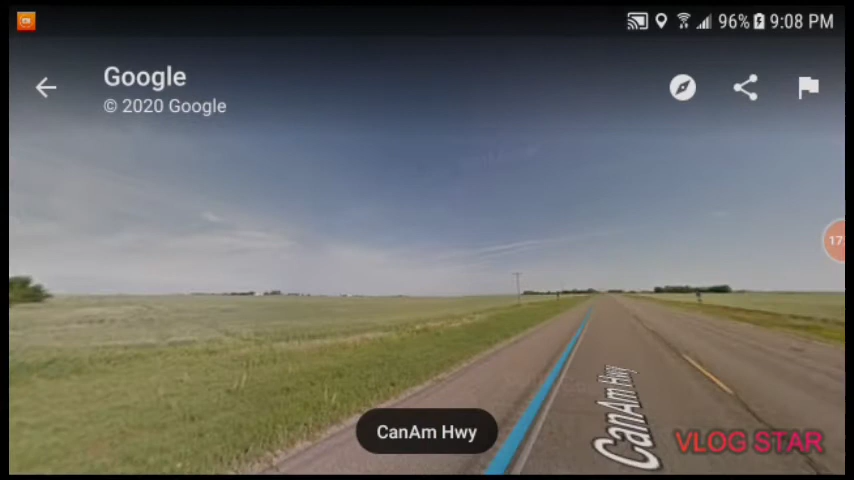 96% 9:08 PM
Google
© 2020 Google
17
CanAm Hwy
CanAm Hwy
VLOG STAR